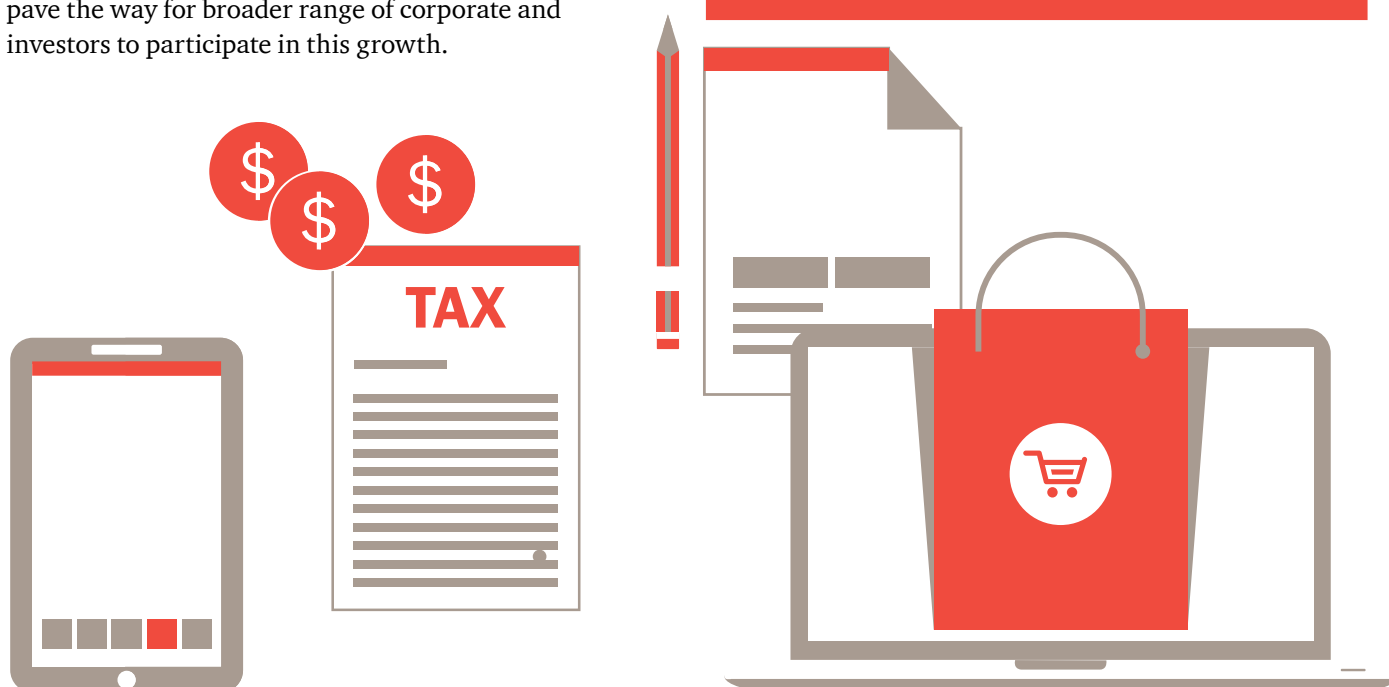 pave the way for broader range of corporate and
investors to participate in this growth.
$
$
$
TAX